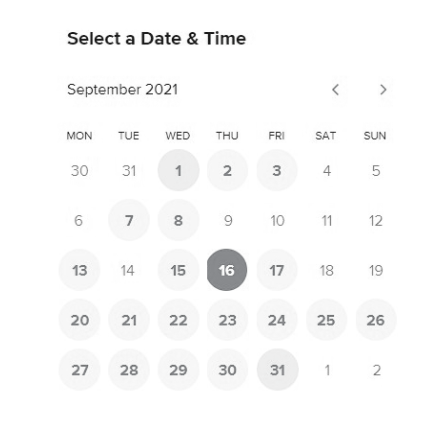 Select a Date & Time
September 2021
MON TUE WED THU FRI SAT SUN
30 31 1 2 3 4 5
6 7 8 9 10 11 12
13 14 15 16 17 18 19
20 21 22 23 24 25 26
27 28 29 30 31 1 2